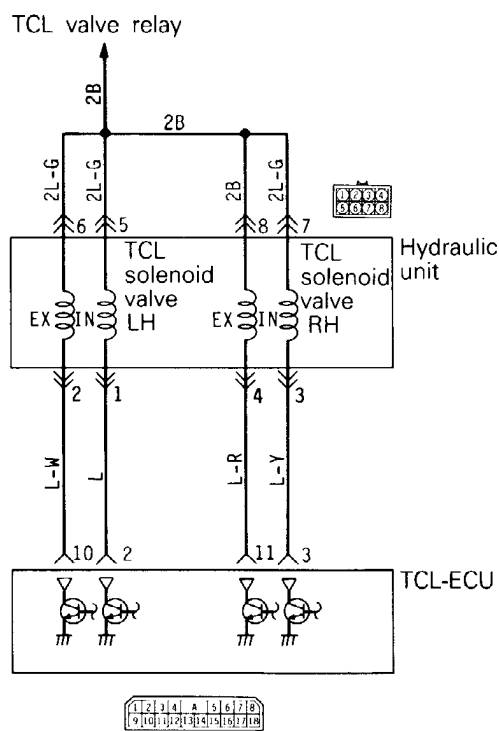 TCL valve relay
2B
2B
2L-G
2L-G
2B
2L-G
6
5
8
7
1 2 3 4
5 6 7 8
Hydraulic
unit
TCL
solenoid
valve
LH
TCL
solenoid
valve
RH
EX
IN
EX
IN
2
1
4
3
L-W
L
L-R
L-Y
10
2
11
3
TCL-ECU
1 2 3 4 A 5 6 7 8
9 10 11 12 13 14 15 16 17 18